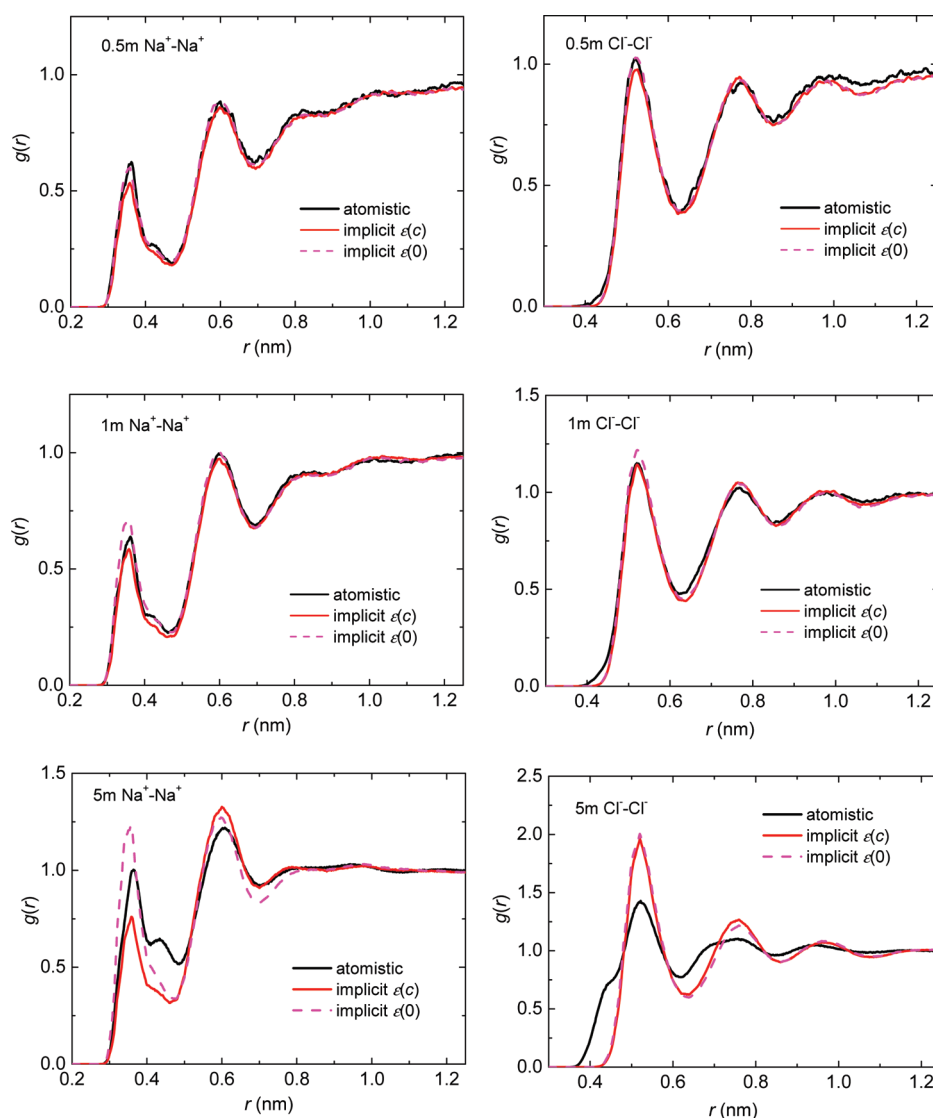 0.5m Na⁺-Na⁺
1.0
0.5
0.0
g(r)
atomistic
implicit ε(c)
implicit ε(0)
0.2 0.4 0.6 0.8 1.0 1.2
r (nm)
0.5m Cl⁻-Cl⁻
1.0
0.5
0.0
g(r)
atomistic
implicit ε(c)
implicit ε(0)
0.4 0.6 0.8 1.0 1.2
r (nm)
1m Na⁺-Na⁺
1.0
0.5
0.0
g(r)
atomistic
implicit ε(c)
implicit ε(0)
0.2 0.4 0.6 0.8 1.0 1.2
r (nm)
1.5
1m Cl⁻-Cl⁻
1.0
0.5
0.0
g(r)
atomistic
implicit ε(c)
implicit ε(0)
0.4 0.6 0.8 1.0 1.2
r (nm)
1.5
5m Na⁺-Na⁺
1.0
0.5
0.0
g(r)
atomistic
implicit ε(c)
implicit ε(0)
0.2 0.4 0.6 0.8 1.0 1.2
r (nm)
2.5
5m Cl⁻-Cl⁻
2.0
1.5
1.0
0.5
0.0
g(r)
atomistic
implicit ε(c)
implicit ε(0)
0.4 0.6 0.8 1.0 1.2
r (nm)